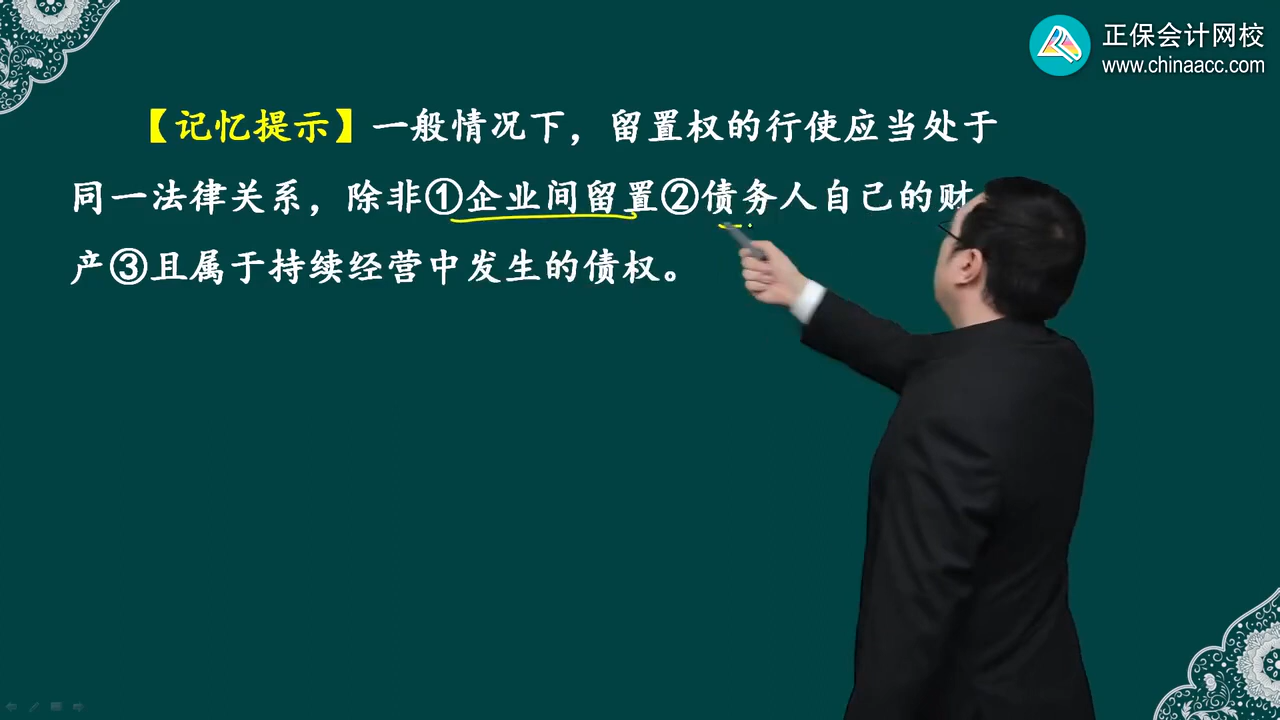 正保会计网校
www.chinaacc.com
【记忆提示】一般情况下，留置权的行使应当处于
同一法律关系，除非①企业间留置②债务人自己的财
产③且属于持续经营中发生的债权。